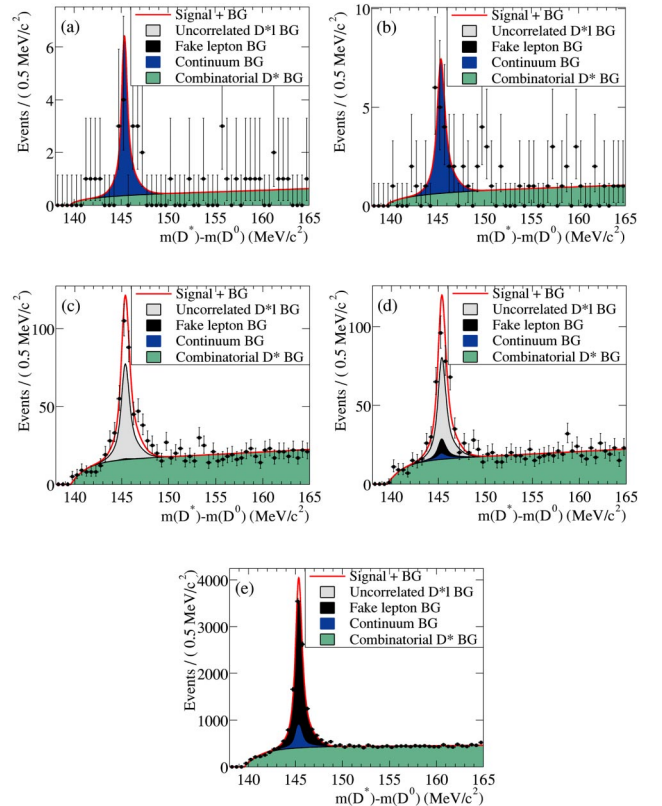 (a)
Signal + BG
Uncorrelated D*l BG
Fake lepton BG
Continuum BG
Combinatorial D* BG
Events / ( 0.5 MeV/c²)
0
2
4
6
140 145 150 155 160 165
m(D*)-m(D⁰) (MeV/c²)
(b)
Signal + BG
Uncorrelated D*l BG
Fake lepton BG
Continuum BG
Combinatorial D* BG
Events / ( 0.5 MeV/c²)
0
5
10
140 145 150 155 160 165
m(D*)-m(D⁰) (MeV/c²)
(c)
Signal + BG
Uncorrelated D*l BG
Fake lepton BG
Continuum BG
Combinatorial D* BG
Events / ( 0.5 MeV/c²)
0
50
100
140 145 150 155 160 165
m(D*)-m(D⁰) (MeV/c²)
(d)
Signal + BG
Uncorrelated D*l BG
Fake lepton BG
Continuum BG
Combinatorial D* BG
Events / ( 0.5 MeV/c²)
0
50
100
140 145 150 155 160 165
m(D*)-m(D⁰) (MeV/c²)
(e)
Signal + BG
Uncorrelated D*l BG
Fake lepton BG
Continuum BG
Combinatorial D* BG
Events / ( 0.5 MeV/c²)
0
1000
2000
3000
4000
140 145 150 155 160 165
m(D*)-m(D⁰) (MeV/c²)